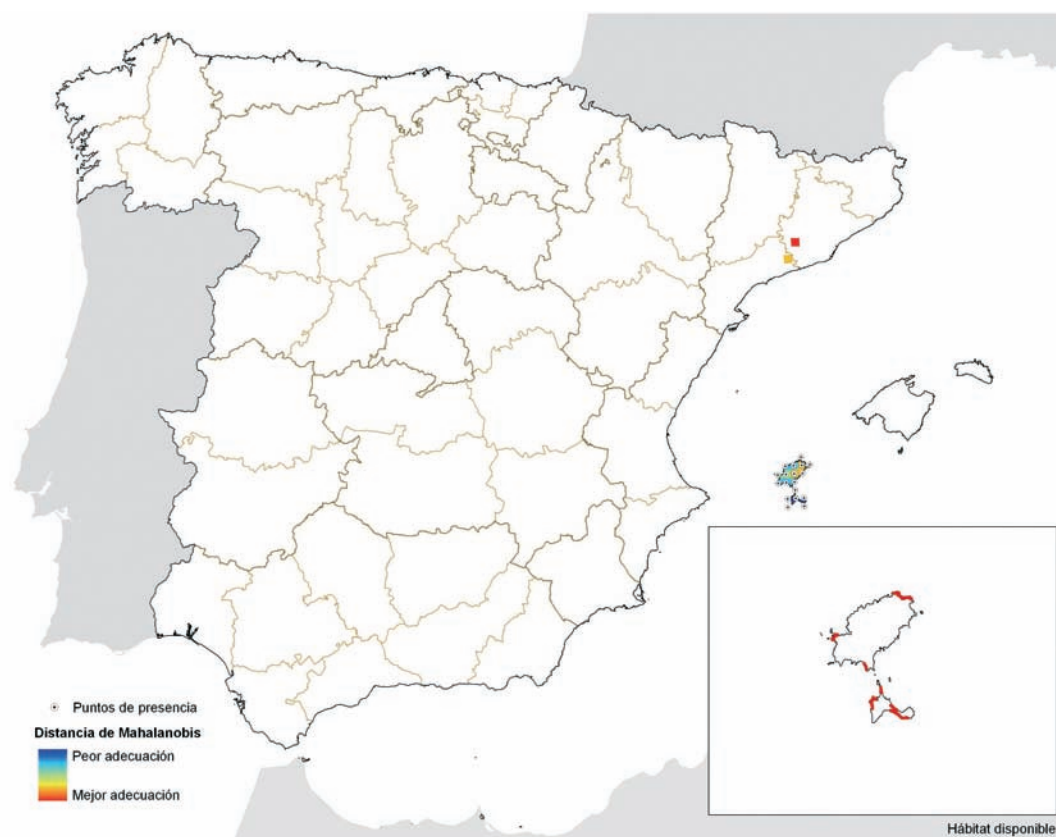 Puntos de presencia
Distancia de Mahalanobis
Peor adecuación
Mejor adecuación
Hábitat disponible